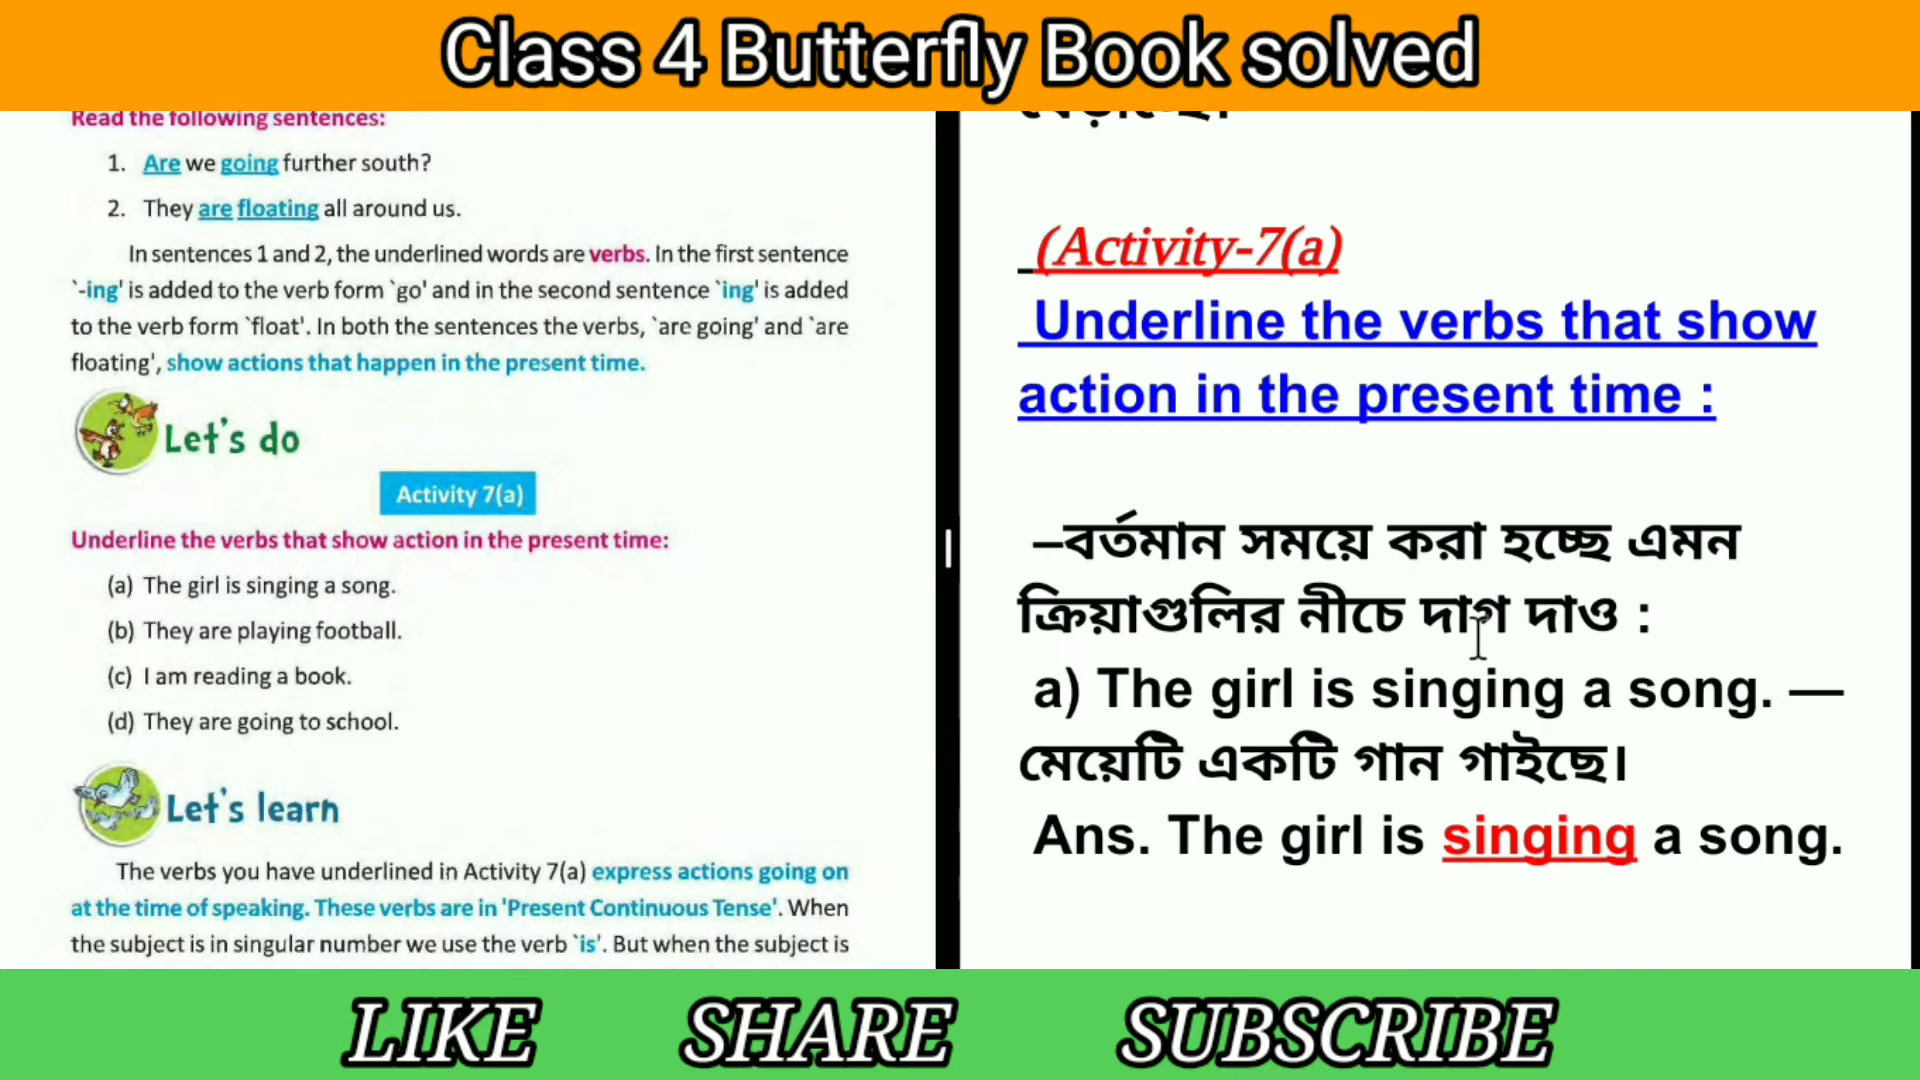 Class 4 Butterfly Book solved
Read the following sentences:
1. Are we going further south?
2. They are floating all around us.
In sentences 1 and 2, the underlined words are verbs. In the first sentence
`-ing' is added to the verb form `go' and in the second sentence `ing' is added
to the verb form `float'. In both the sentences the verbs, `are going' and `are
floating', show actions that happen in the present time.
Let's do
Activity 7(a)
Underline the verbs that show action in the present time:
(a) The girl is singing a song.
(b) They are playing football.
(c) I am reading a book.
(d) They are going to school.
Let's learn
The verbs you have underlined in Activity 7(a) express actions going on
at the time of speaking. These verbs are in 'Present Continuous Tense'. When
the subject is in singular number we use the verb `is'. But when the subject is
(Activity-7(a)
Underline the verbs that show
action in the present time :
–বর্তমান সময়ে করা হচ্ছে এমন
ক্রিয়াগুলির নীচে দাগ দাও :
a) The girl is singing a song. —
মেয়েটি একটি গান গাইছে।
Ans. The girl is singing a song.
LIKE SHARE SUBSCRIBE